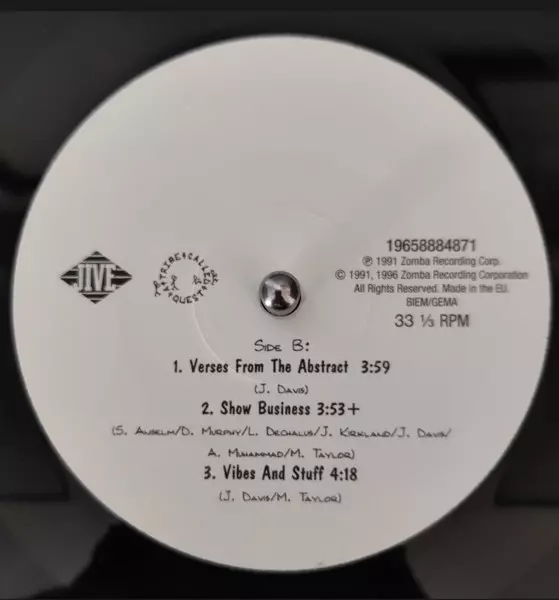 JIVE
A TRIBE CALLED QUEST
19658884871
℗ 1991 Zomba Recording Corp.
© 1991, 1996 Zomba Recording Corporation
All Rights Reserved. Made in the EU.
BIEM/GEMA
33 ⅓ RPM
Side B:
1. Verses From The Abstract 3:59
(J. Davis)
2. Show Business 3:53+
(S. Anselm/D. Murphy/L. Dechalus/J. Kirkland/J. Davis/
A. Muhammad/M. Taylor)
3. Vibes And Stuff 4:18
(J. Davis/M. Taylor)